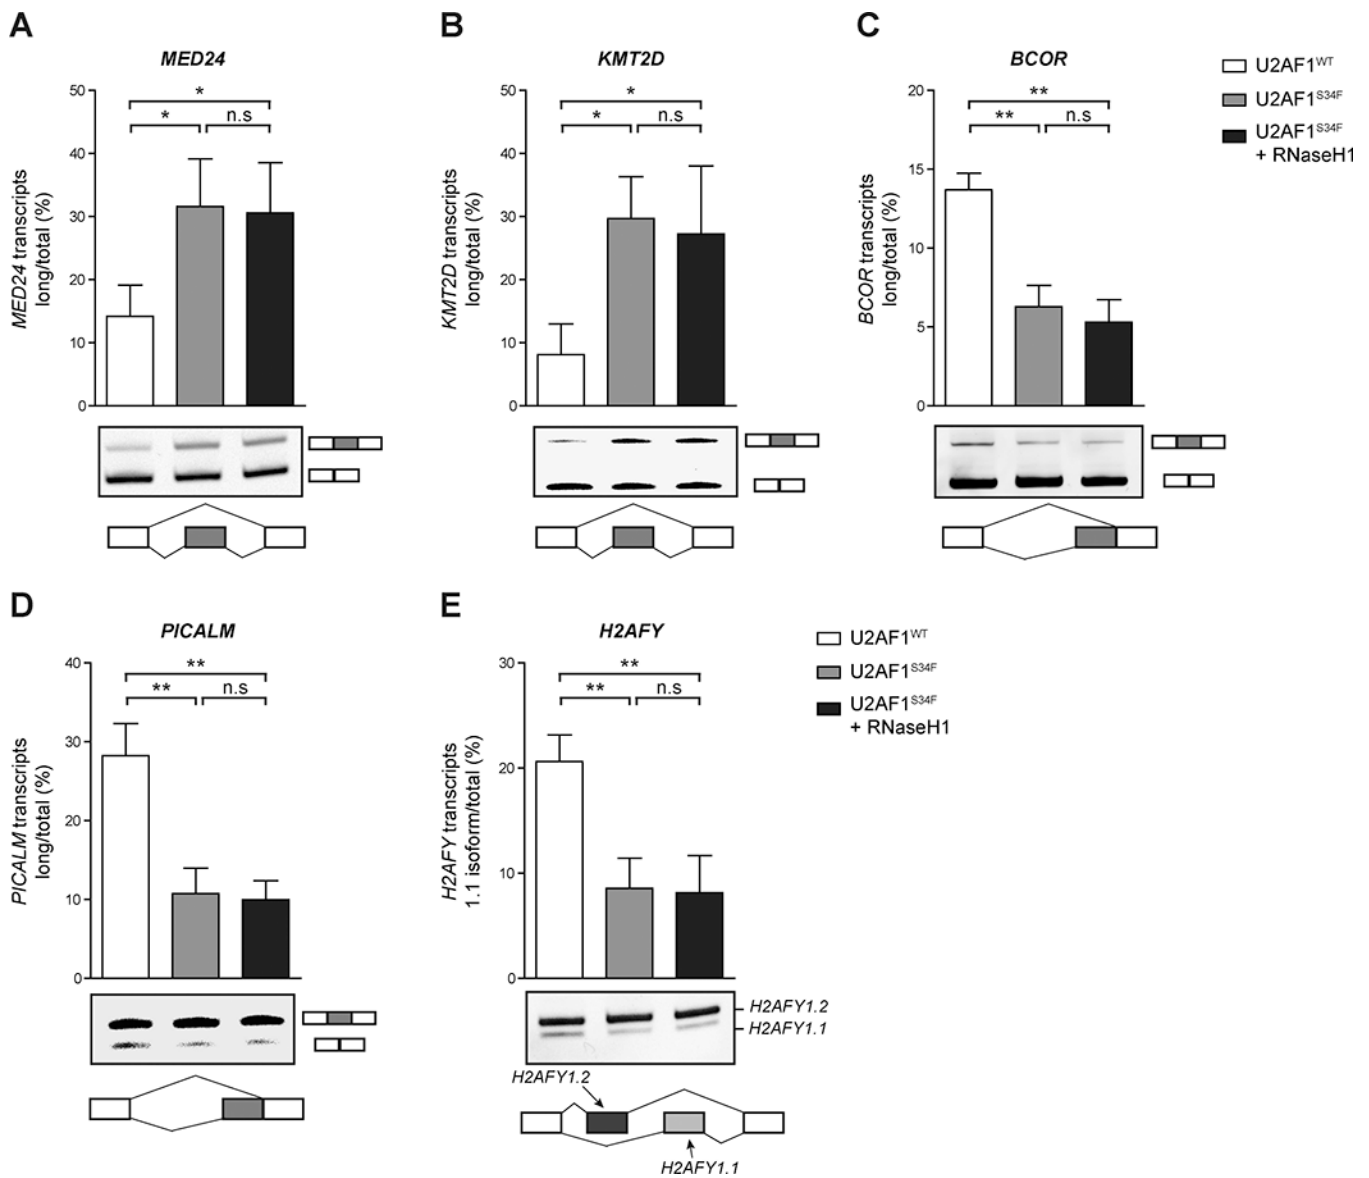 A
MED24
50
40
30
20
10
0
MED24 transcripts
long/total (%)
*
*
n.s
B
KMT2D
50
40
30
20
10
0
KMT2D transcripts
long/total (%)
*
*
n.s
C
BCOR
20
15
10
5
0
BCOR transcripts
long/total (%)
**
**
n.s
U2AF1WT
U2AF1S34F
U2AF1S34F
+ RNaseH1
D
PICALM
40
30
20
10
0
PICALM transcripts
long/total (%)
**
**
n.s
E
H2AFY
30
20
10
0
H2AFY transcripts
1.1 isoform/total (%)
**
**
n.s
U2AF1WT
U2AF1S34F
U2AF1S34F
+ RNaseH1
H2AFY1.2
H2AFY1.1
H2AFY1.2
H2AFY1.1